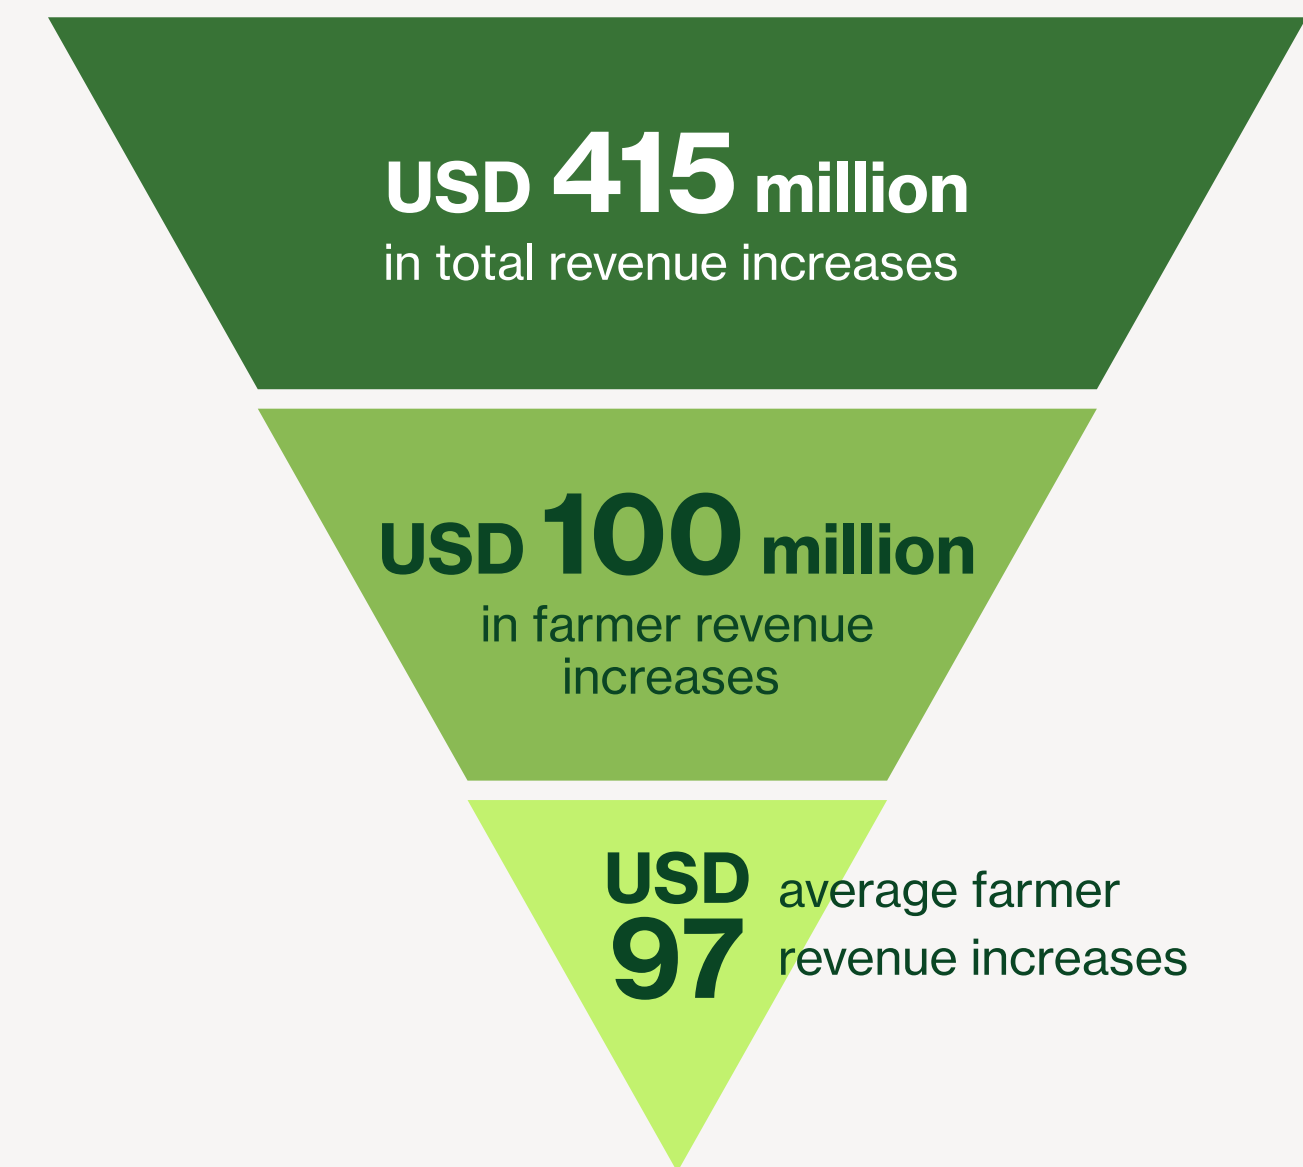 USD 415 million
in total revenue increases
USD 100 million
in farmer revenue
increases
USD
97
average farmer
revenue increases